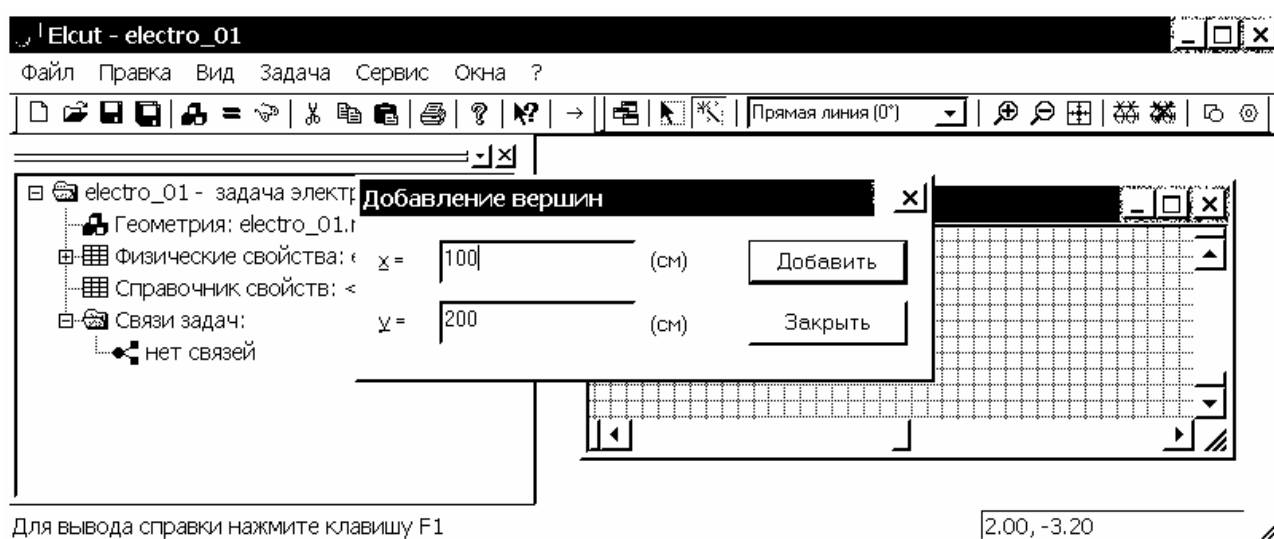 Elcut - electro_01
Файл Правка Вид Задача Сервис Окна ?
Прямая линия (0°)
electro_01 - задача электр
Геометрия: electro_01.
Физические свойства:
Справочник свойств: <
Связи задач:
нет связей
Добавление вершин
x = 100 (см) Добавить
y = 200 (см) Закрыть
Для вывода справки нажмите клавишу F1
2.00, -3.20